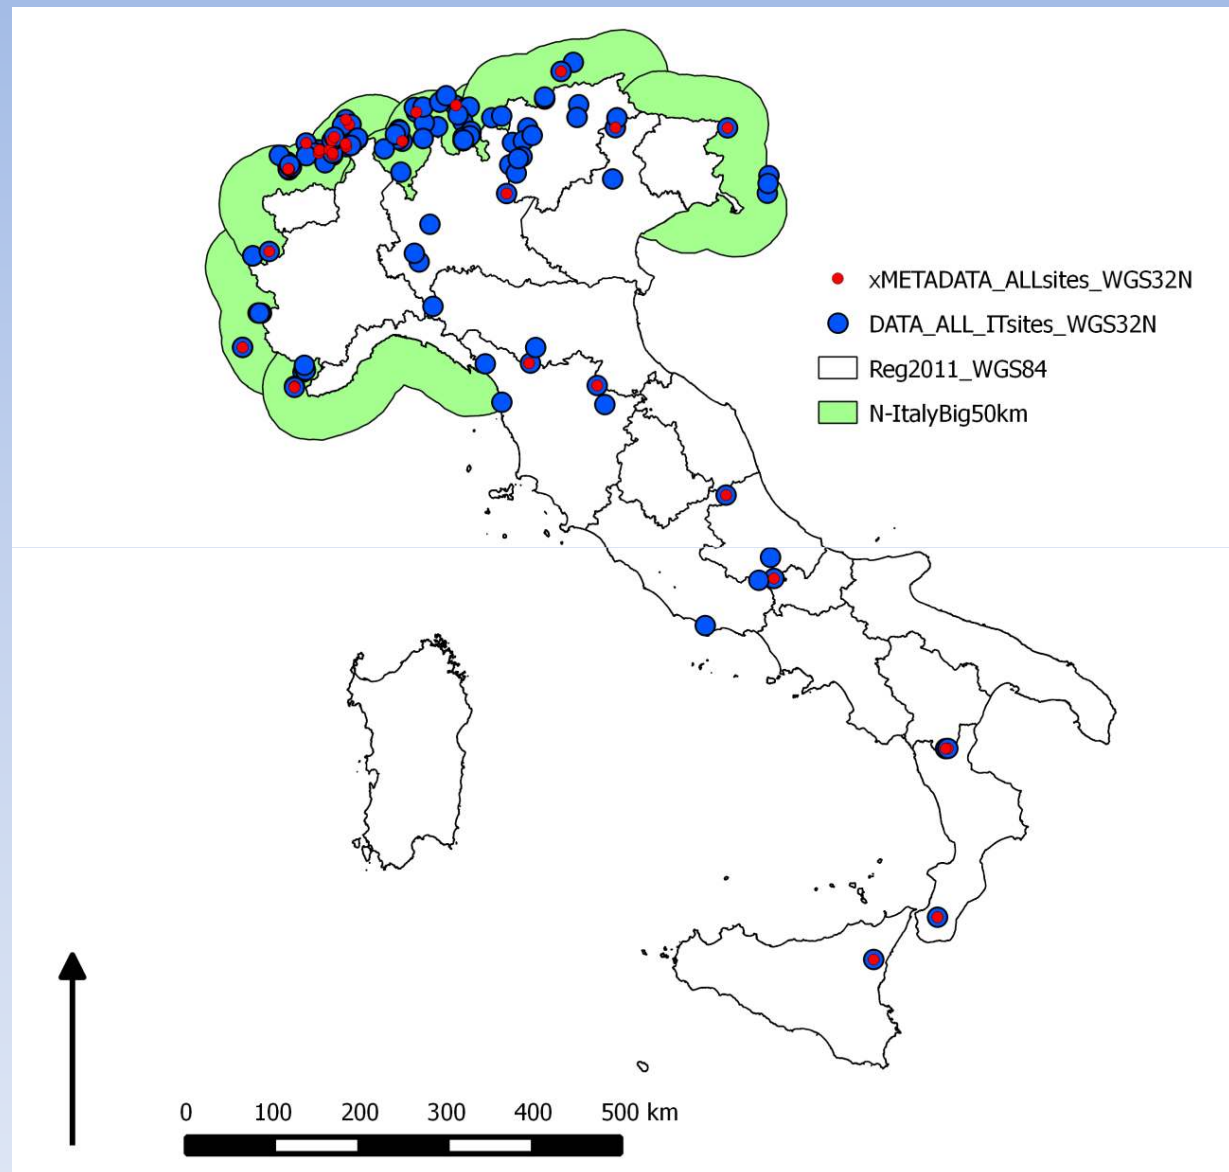 xMETADATA_ALLsites_WGS32N
DATA_ALL_ITsites_WGS32N
Reg2011_WGS84
N-ItalyBig50km
0 100 200 300 400 500 km